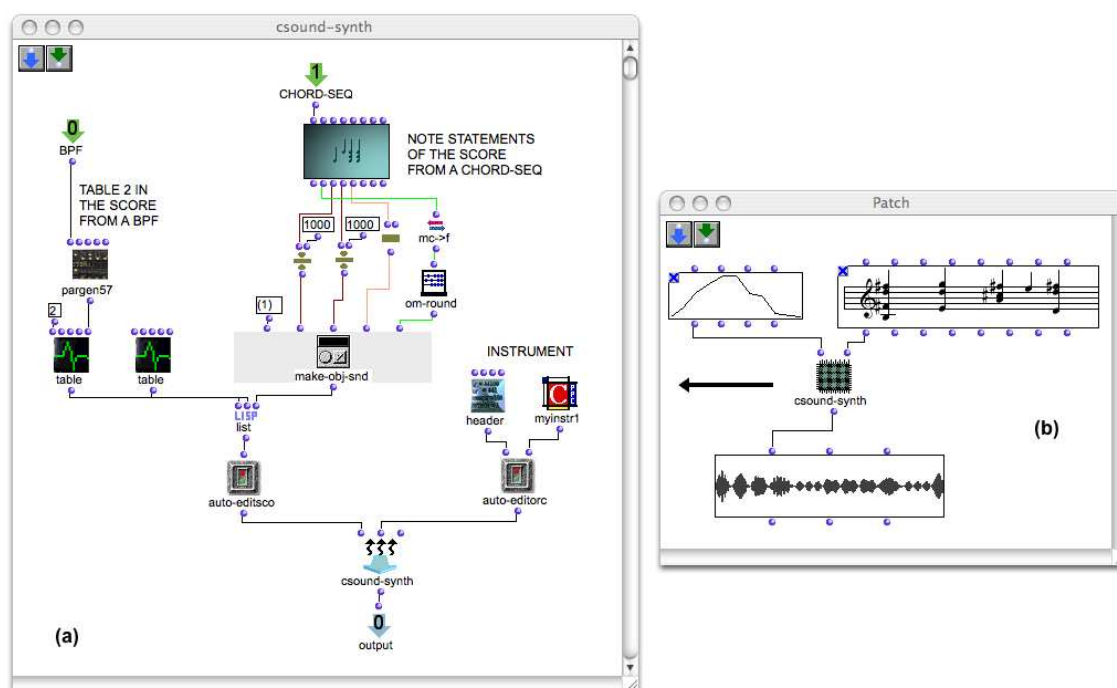 csound-synth
1
CHORD-SEQ
0
BPF
NOTE STATEMENTS
OF THE SCORE
FROM A CHORD-SEQ
TABLE 2 IN
THE SCORE
FROM A BPF
1000
1000
mc->f
pargen57
om-round
2
(1)
table
table
make-obj-snd
INSTRUMENT
LISP
list
header
myinstr1
auto-editsco
auto-editorc
csound-synth
0
output
(a)
Patch
csound-synth
(b)